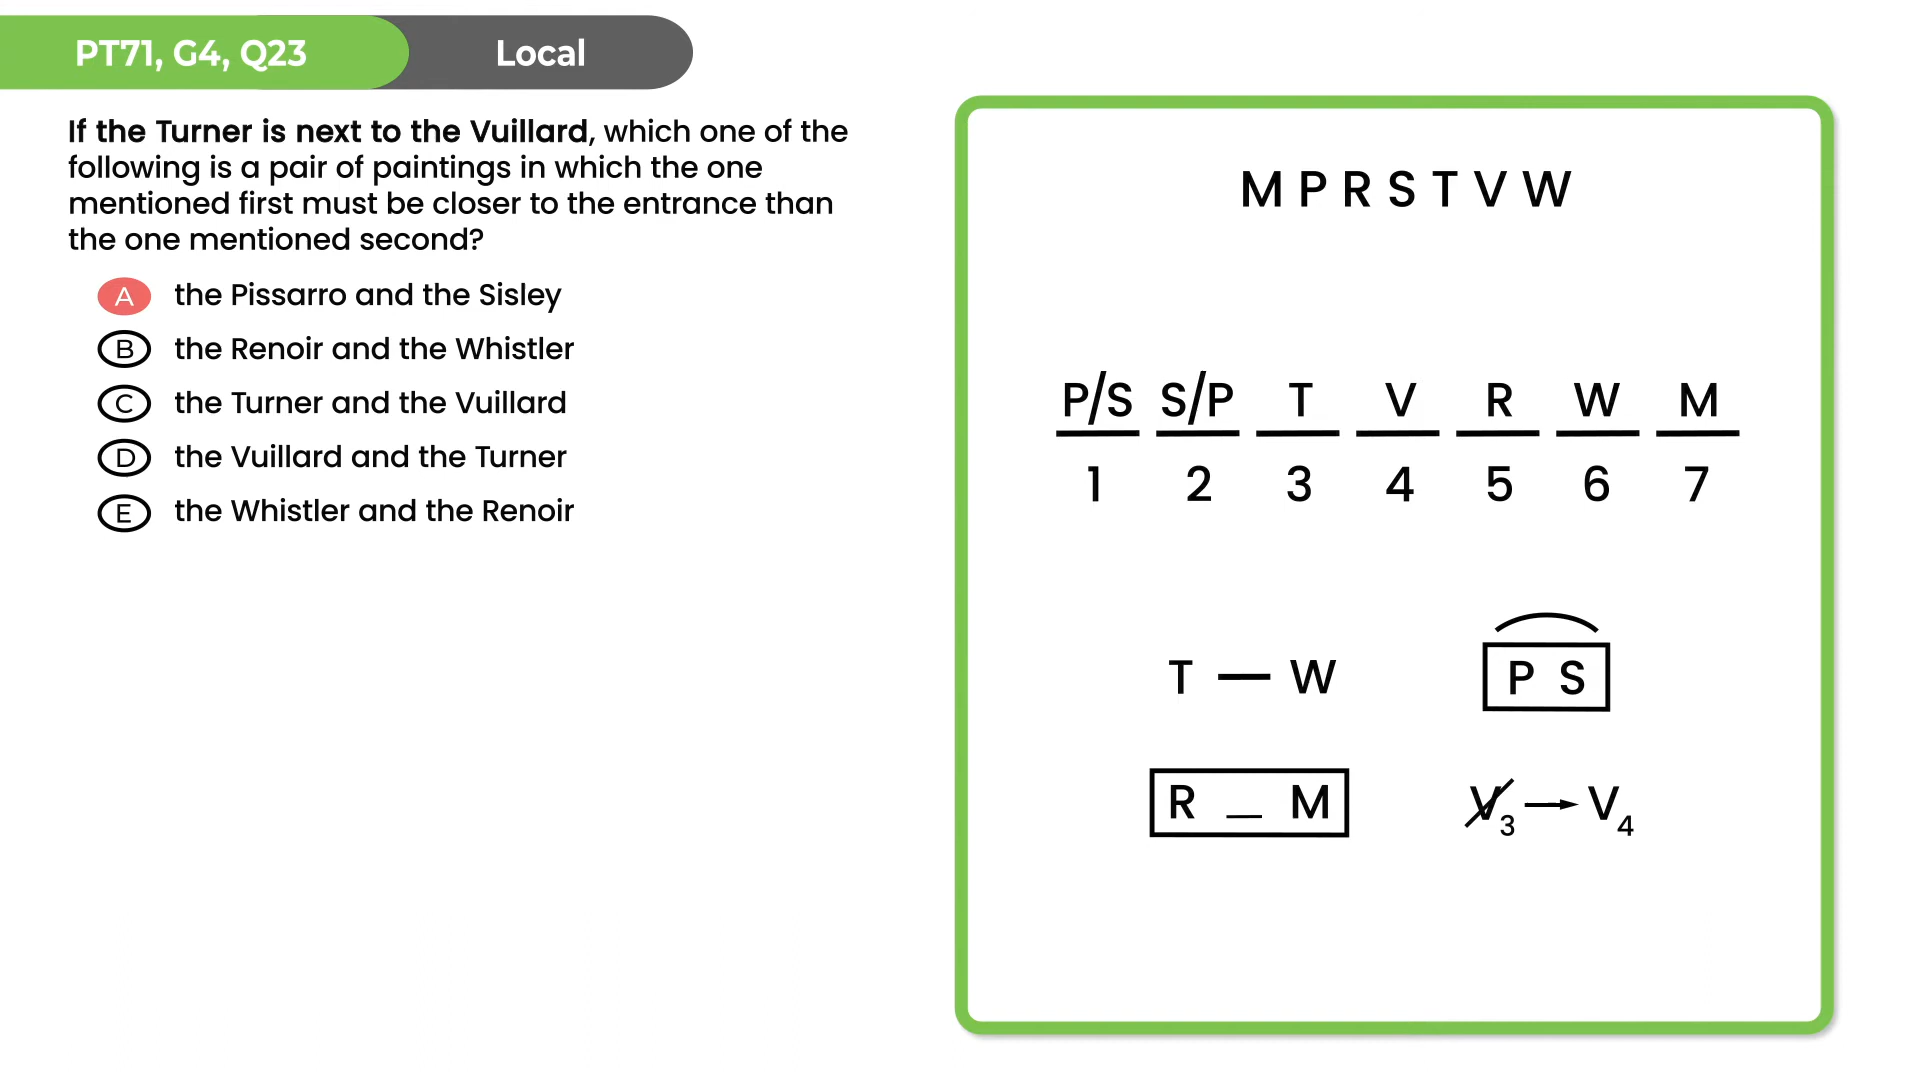 PT71, G4, Q23
Local
If the Turner is next to the Vuillard, which one of the
following is a pair of paintings in which the one
mentioned first must be closer to the entrance than
the one mentioned second?
A the Pissarro and the Sisley
B the Renoir and the Whistler
C the Turner and the Vuillard
D the Vuillard and the Turner
E the Whistler and the Renoir
M P R S T V W
P/S S/P T V R W M
1 2 3 4 5 6 7
T — W
P S
R _ M
V3 → V4